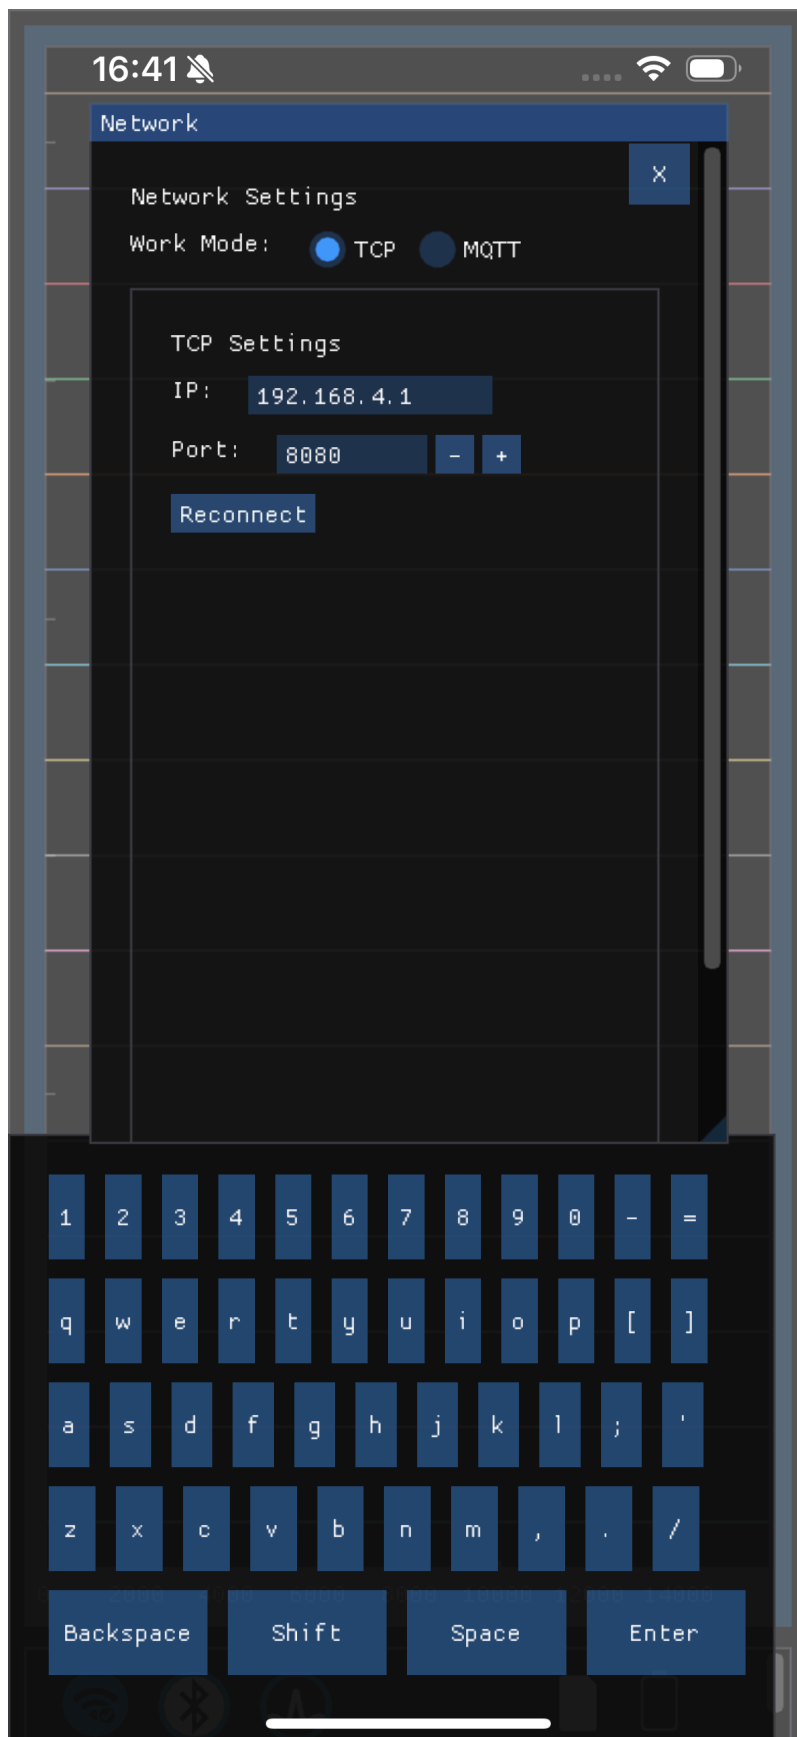 16:41
Network
X
Network Settings
Work Mode: TCP MQTT
TCP Settings
IP: 192.168.4.1
Port: 8080 - +
Reconnect
1 2 3 4 5 6 7 8 9 0 - =
q w e r t y u i o p [ ]
a s d f g h j k l ; '
z x c v b n m , . /
Backspace Shift Space Enter